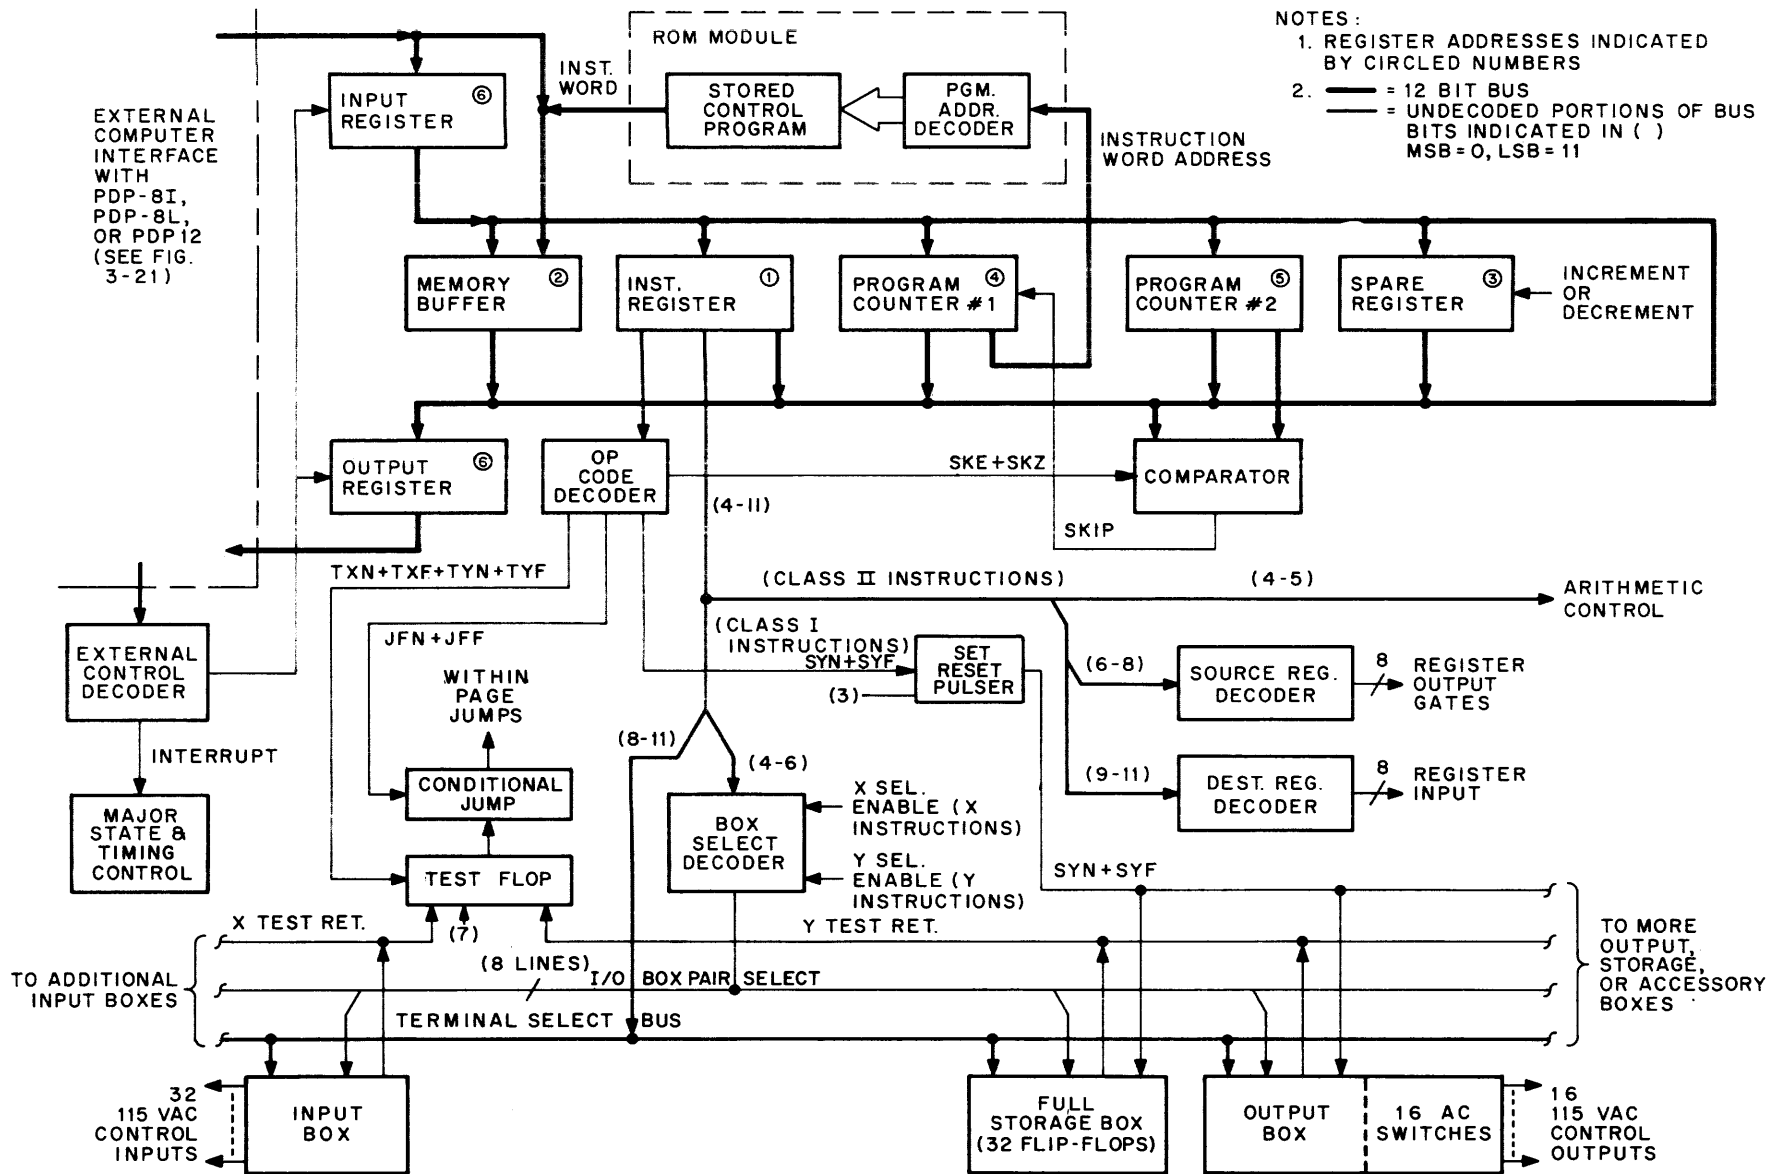 NOTES:
1. REGISTER ADDRESSES INDICATED
BY CIRCLED NUMBERS
2. = 12 BIT BUS
= UNDECODED PORTIONS OF BUS
BITS INDICATED IN ( )
MSB=0, LSB=11
ROM MODULE
INST.
WORD
STORED
CONTROL
PROGRAM
PGM.
ADDR.
DECODER
INSTRUCTION
WORD ADDRESS
INPUT
REGISTER
⑥
EXTERNAL
COMPUTER
INTERFACE
WITH
PDP-8I,
PDP-8L,
OR PDP12
(SEE FIG.
3-21)
MEMORY
BUFFER
②
INST.
REGISTER
①
PROGRAM
COUNTER #1
④
PROGRAM
COUNTER #2
⑤
SPARE
REGISTER
③
INCREMENT
OR
DECREMENT
OUTPUT
REGISTER
⑥
OP
CODE
DECODER
SKE+SKZ
COMPARATOR
(4-11)
SKIP
TXN+TXF+TYN+TYF
(CLASS II INSTRUCTIONS)
(4-5)
ARITHMETIC
CONTROL
JFN+JFF
(CLASS I
INSTRUCTIONS)
SYN+SYF
(3)
SET
RESET
PULSER
EXTERNAL
CONTROL
DECODER
WITHIN
PAGE
JUMPS
(6-8)
SOURCE REG.
DECODER
8
REGISTER
OUTPUT
GATES
INTERRUPT
(8-11)
(4-6)
(9-11)
DEST. REG.
DECODER
8
REGISTER
INPUT
MAJOR
STATE &
TIMING
CONTROL
CONDITIONAL
JUMP
BOX
SELECT
DECODER
X SEL.
ENABLE (X
INSTRUCTIONS)
Y SEL.
ENABLE (Y
INSTRUCTIONS)
TEST FLOP
SYN+SYF
X TEST RET.
(7)
Y TEST RET.
(8 LINES)
I/O BOX PAIR SELECT
TERMINAL SELECT BUS
TO ADDITIONAL
INPUT BOXES
TO MORE
OUTPUT,
STORAGE,
OR ACCESSORY
BOXES
32
115 VAC
CONTROL
INPUTS
INPUT
BOX
FULL
STORAGE BOX
(32 FLIP-FLOPS)
OUTPUT
BOX
16 AC
SWITCHES
16
115 VAC
CONTROL
OUTPUTS